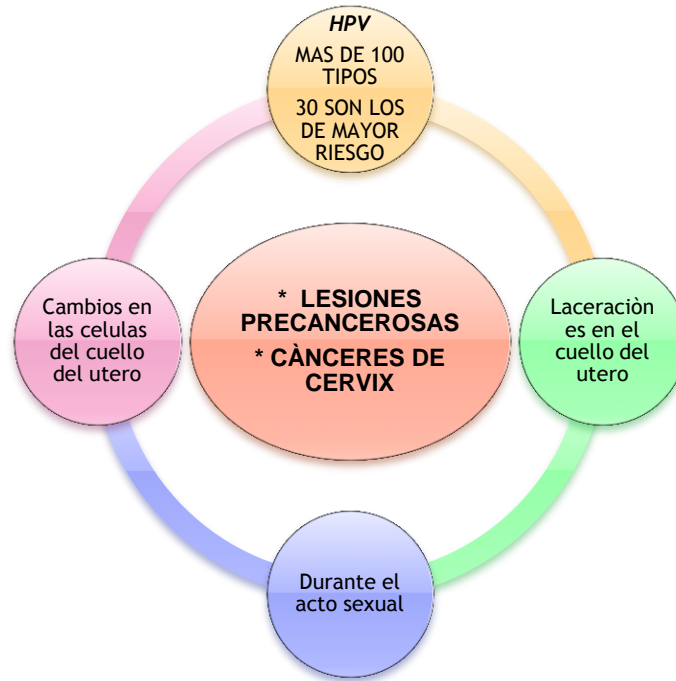 HPV
MAS DE 100
TIPOS
30 SON LOS
DE MAYOR
RIESGO
Cambios en
las celulas
del cuello
del utero
* LESIONES
PRECANCEROSAS
* CÀNCERES DE
CERVIX
Laceraciòn
es en el
cuello del
utero
Durante el
acto sexual